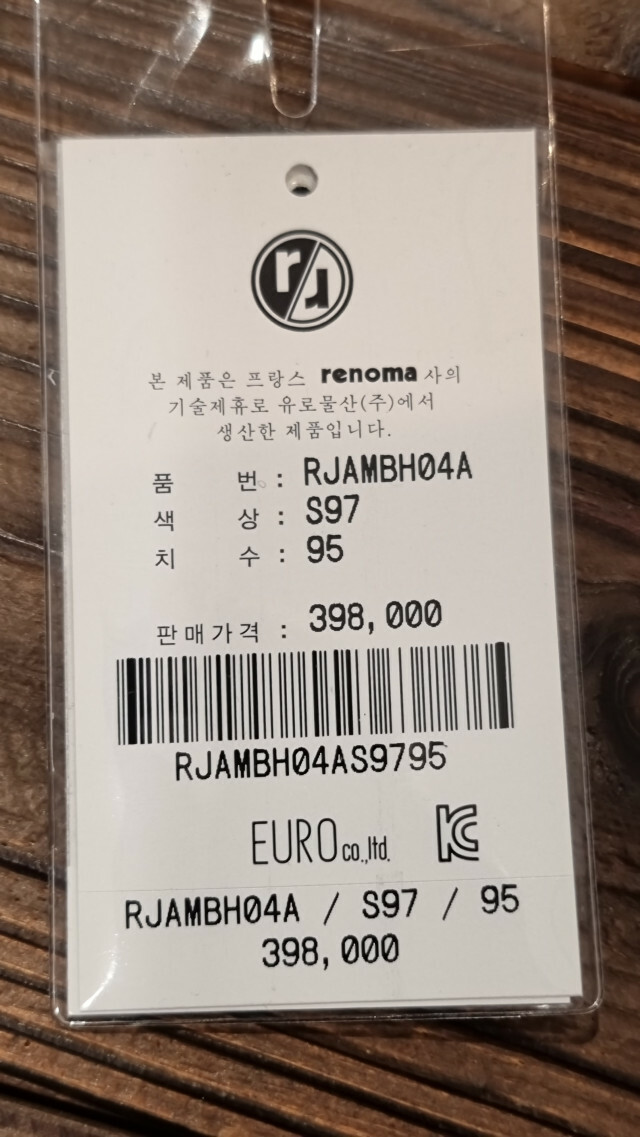 rJ
본 제품은 프랑스 renoma 사의
기술제휴로 유로물산(주)에서
생산한 제품입니다.
품 번 : RJAMBH04A
색 상 : S97
치 수 : 95
판매가격 : 398,000
RJAMBH04AS9795
EURO co.,ltd. KC
RJAMBH04A / S97 / 95
398,000